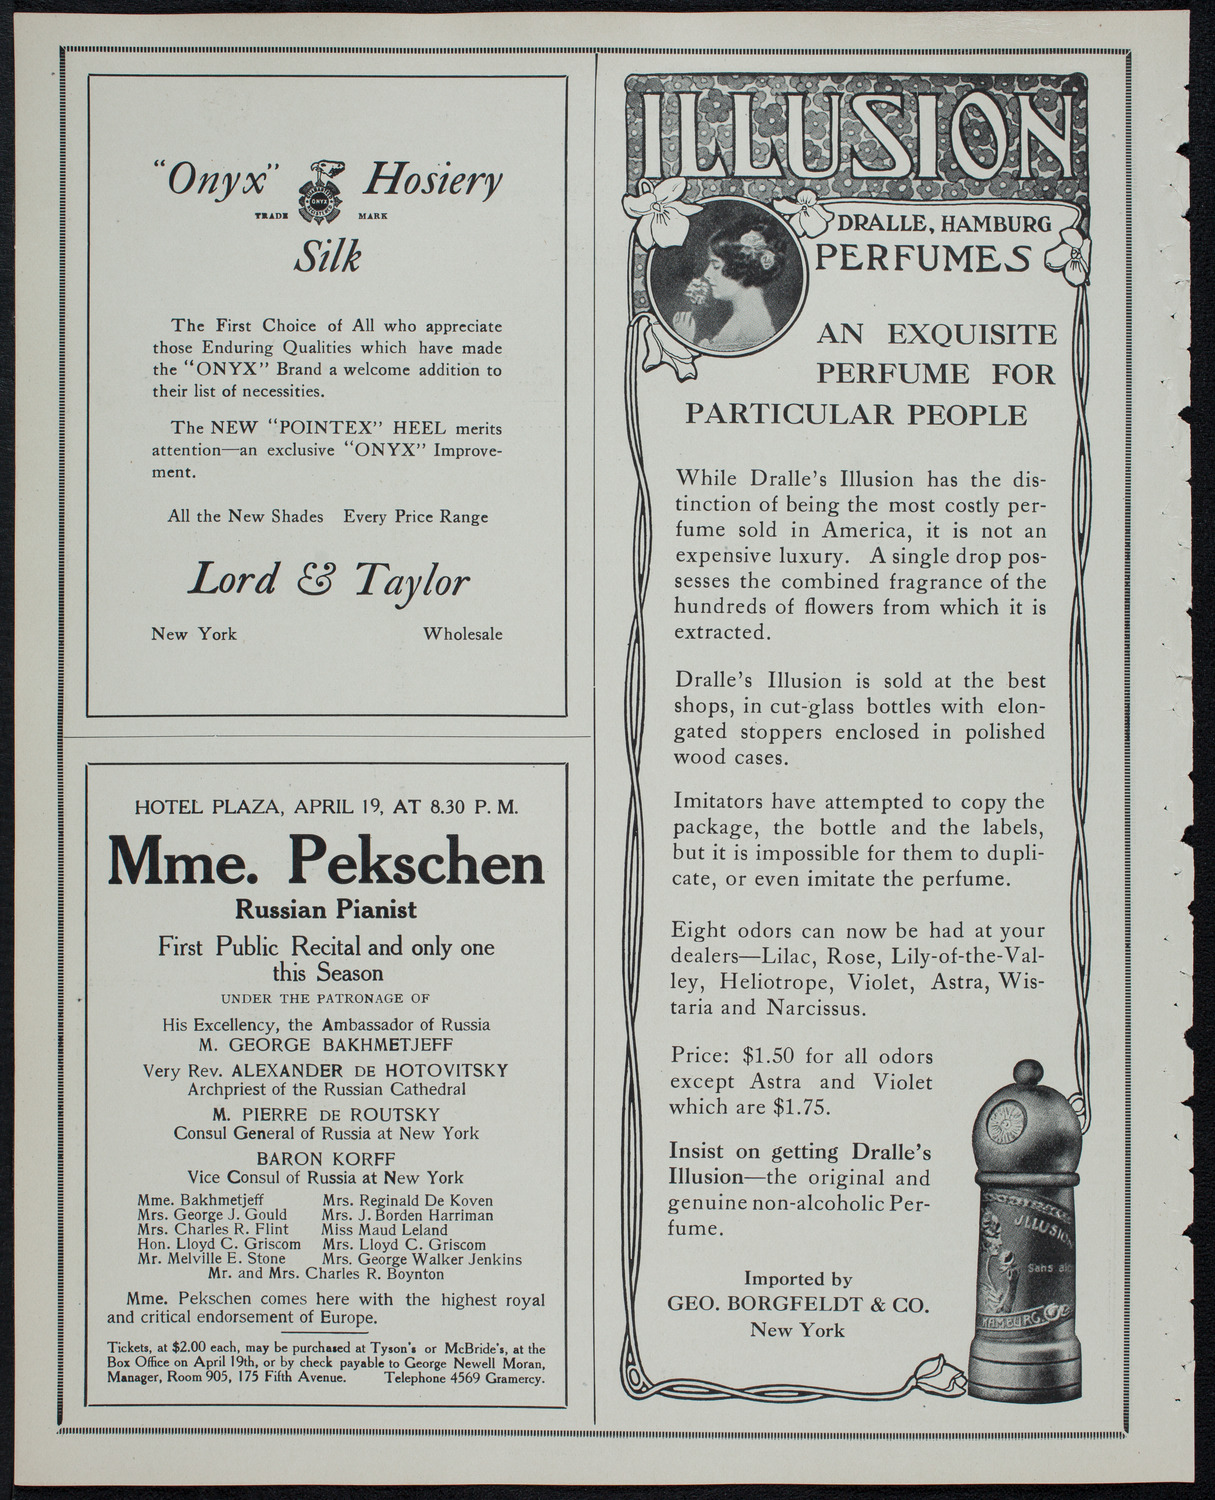 "Onyx" Hosiery
ONYX
TRADE MARK
Silk
The First Choice of All who appreciate
those Enduring Qualities which have made
the "ONYX" Brand a welcome addition to
their list of necessities.
The NEW "POINTEX" HEEL merits
attention—an exclusive "ONYX" Improve-
ment.
All the New Shades Every Price Range
Lord & Taylor
New York Wholesale
HOTEL PLAZA, APRIL 19, AT 8.30 P. M.
Mme. Pekschen
Russian Pianist
First Public Recital and only one
this Season
UNDER THE PATRONAGE OF
His Excellency, the Ambassador of Russia
M. GEORGE BAKHMETJEFF
Very Rev. ALEXANDER DE HOTOVITSKY
Archpriest of the Russian Cathedral
M. PIERRE DE ROUTSKY
Consul General of Russia at New York
BARON KORFF
Vice Consul of Russia at New York
Mme. Bakhmetjeff Mrs. Reginald De Koven
Mrs. George J. Gould Mrs. J. Borden Harriman
Mrs. Charles R. Flint Miss Maud Leland
Hon. Lloyd C. Griscom Mrs. Lloyd C. Griscom
Mr. Melville E. Stone Mrs. George Walker Jenkins
Mr. and Mrs. Charles R. Boynton
Mme. Pekschen comes here with the highest royal
and critical endorsement of Europe.
Tickets, at $2.00 each, may be purchased at Tyson's or McBride's, at the
Box Office on April 19th, or by check payable to George Newell Moran,
Manager, Room 905, 175 Fifth Avenue. Telephone 4569 Gramercy.
ILLUSION
DRALLE, HAMBURG
PERFUMES
AN EXQUISITE
PERFUME FOR
PARTICULAR PEOPLE
While Dralle's Illusion has the dis-
tinction of being the most costly per-
fume sold in America, it is not an
expensive luxury. A single drop pos-
sesses the combined fragrance of the
hundreds of flowers from which it is
extracted.
Dralle's Illusion is sold at the best
shops, in cut-glass bottles with elon-
gated stoppers enclosed in polished
wood cases.
Imitators have attempted to copy the
package, the bottle and the labels,
but it is impossible for them to dupli-
cate, or even imitate the perfume.
Eight odors can now be had at your
dealers—Lilac, Rose, Lily-of-the-Val-
ley, Heliotrope, Violet, Astra, Wis-
taria and Narcissus.
Price: $1.50 for all odors
except Astra and Violet
which are $1.75.
Insist on getting Dralle's
Illusion—the original and
genuine non-alcoholic Per-
fume.
Imported by
GEO. BORGFELDT & CO.
New York
ILLUSION
Sans
HAMBURG